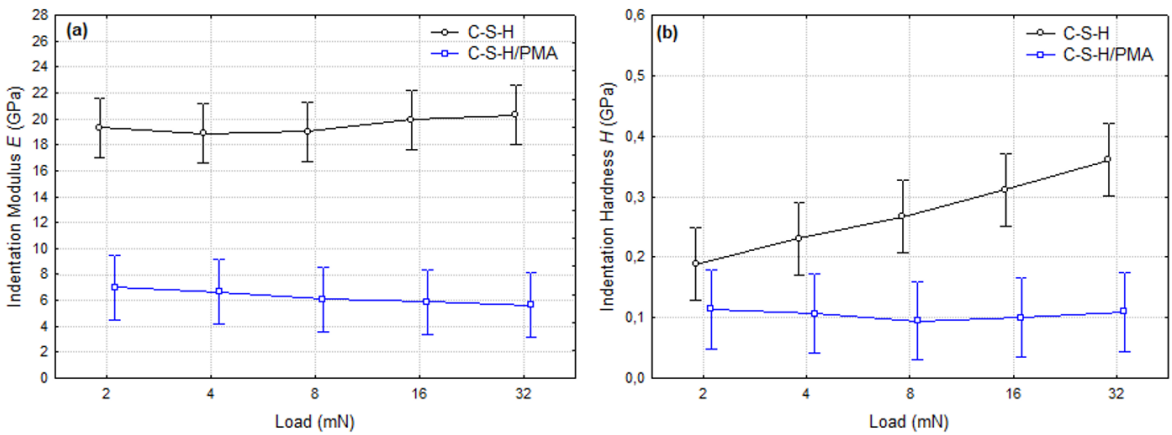 (a)
C-S-H
C-S-H/PMA
Indentation Modulus E (GPa)
28
26
24
22
20
18
16
14
12
10
8
6
4
2
0
2 4 8 16 32
Load (mN)
(b)
C-S-H
C-S-H/PMA
Indentation Hardness H (GPa)
0,6
0,5
0,4
0,3
0,2
0,1
0,0
2 4 8 16 32
Load (mN)